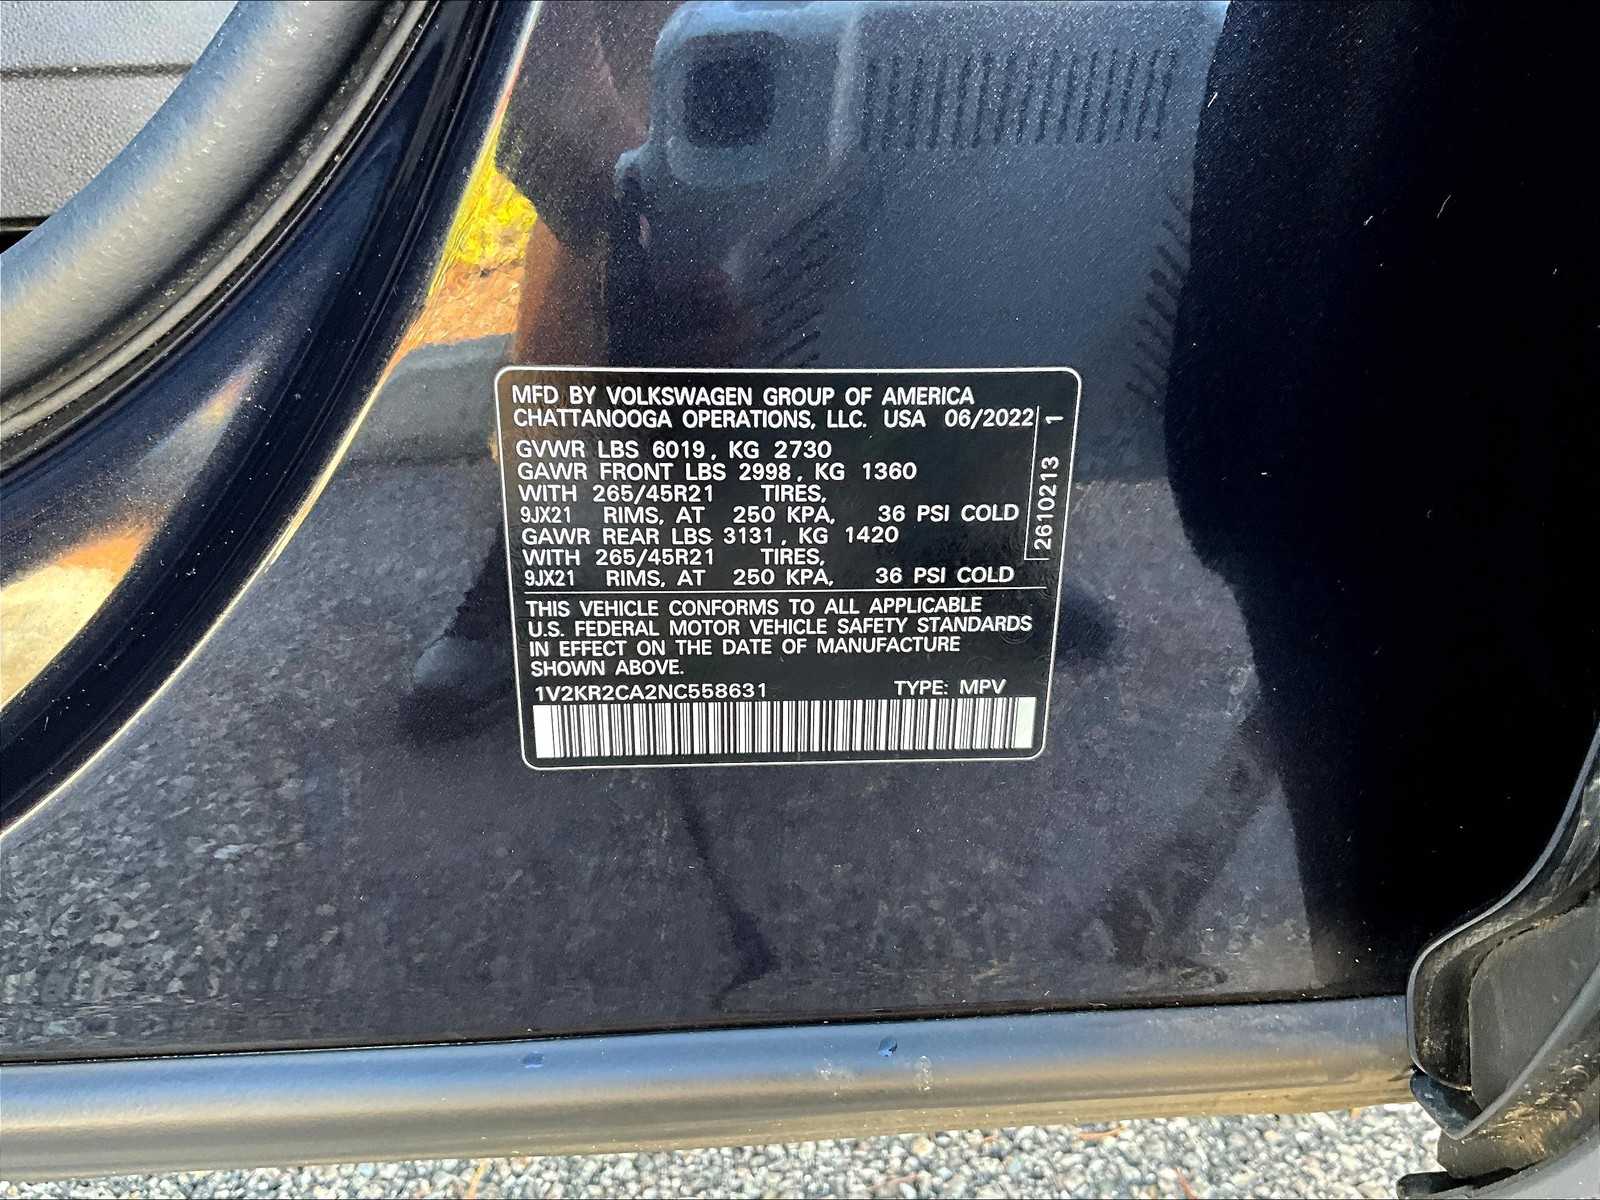 MFD BY VOLKSWAGEN GROUP OF AMERICA
CHATTANOOGA OPERATIONS, LLC. USA 06/2022
GVWR LBS 6019, KG 2730
GAWR FRONT LBS 2998, KG 1360
WITH 265/45R21 TIRES,
9JX21 RIMS, AT 250 KPA, 36 PSI COLD
GAWR REAR LBS 3131, KG 1420
WITH 265/45R21 TIRES,
9JX21 RIMS, AT 250 KPA, 36 PSI COLD
2610213 1
THIS VEHICLE CONFORMS TO ALL APPLICABLE
U.S. FEDERAL MOTOR VEHICLE SAFETY STANDARDS
IN EFFECT ON THE DATE OF MANUFACTURE
SHOWN ABOVE.
1V2KR2CA2NC558631 TYPE: MPV